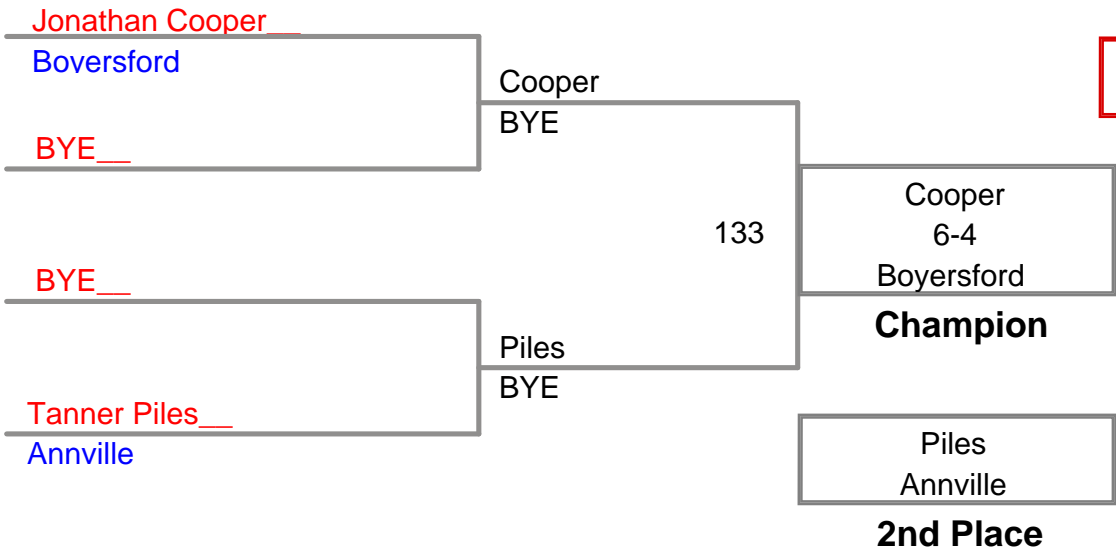 Jonathan Cooper__
Boyersford
Cooper
BYE
BYE__
133
Cooper
6-4
Boyersford
Champion
BYE__
Piles
BYE
Tanner Piles__
Annville
Piles
Annville
2nd Place